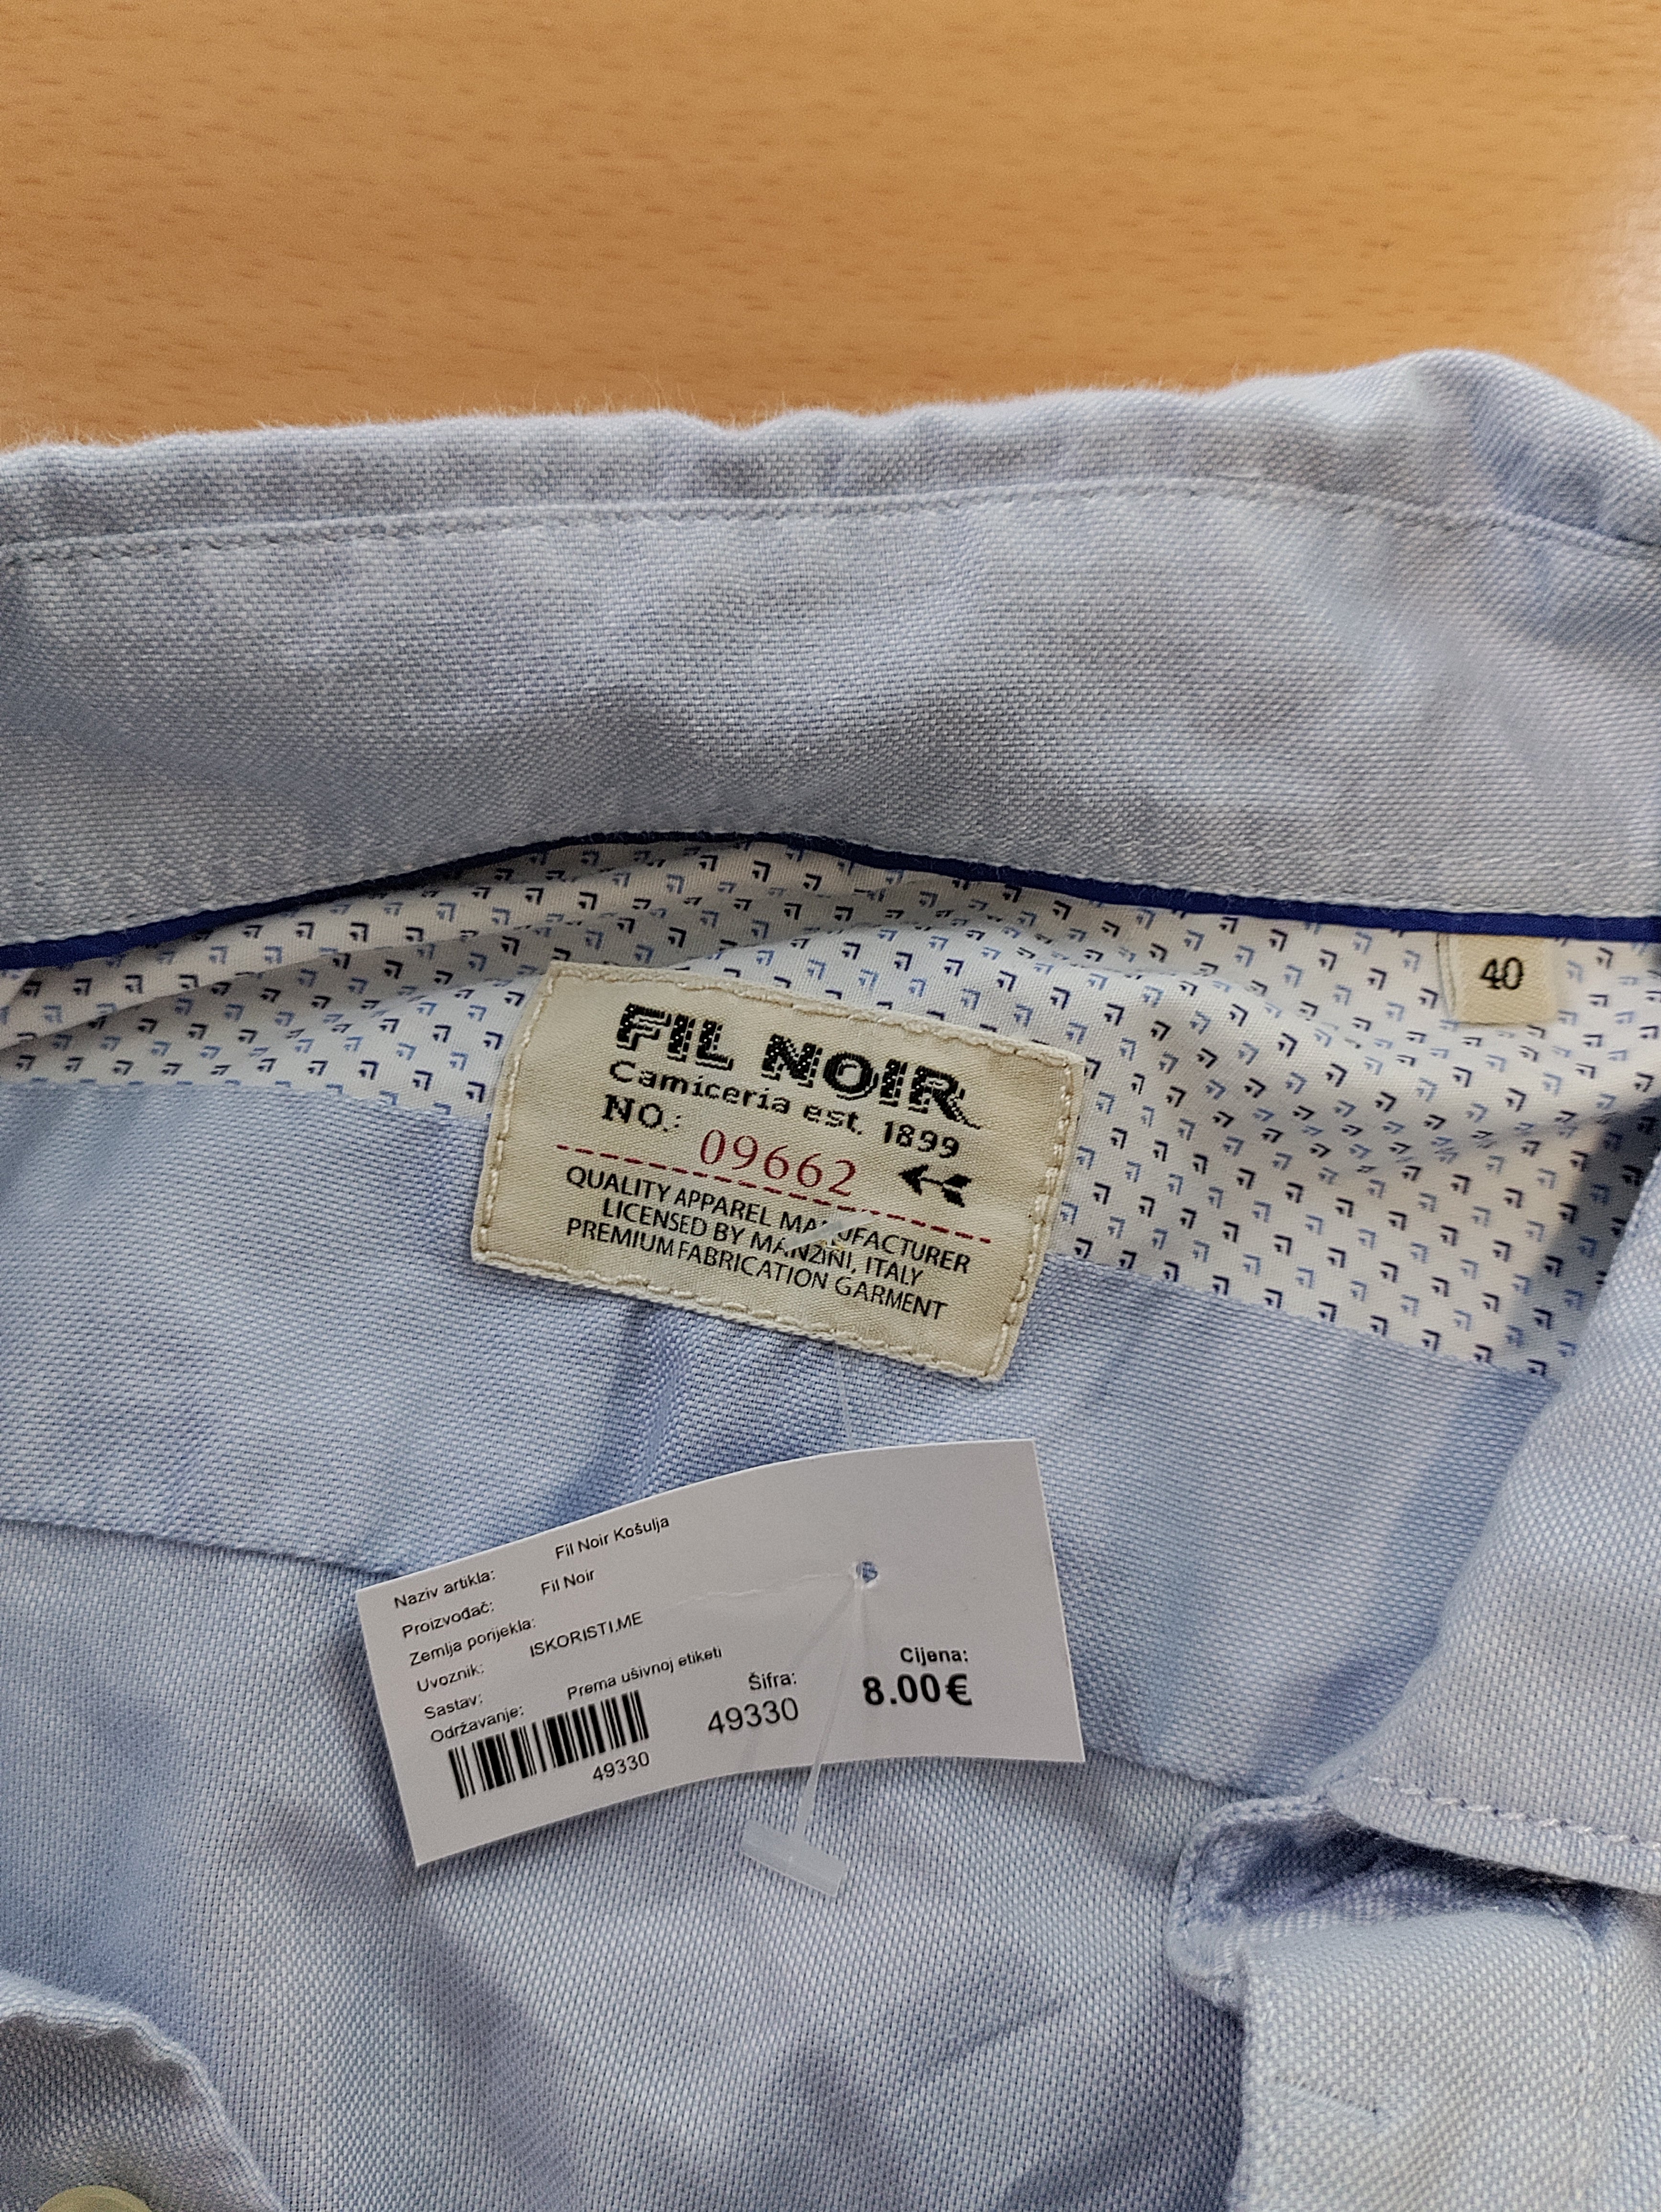 40
FIL NOIR
Camiceria est. 1899
NO.: 09662
QUALITY APPAREL MANUFACTURER
LICENSED BY MANZINI, ITALY
PREMIUM FABRICATION GARMENT
Naziv artikla: Fil Noir Košulja
Proizvođač: Fil Noir
Zemlja porijekla:
Uvoznik: ISKORISTI.ME
Sastav:
Održavanje: Prema ušivnoj etiketi
49330
Šifra:
49330
Cijena:
8.00€